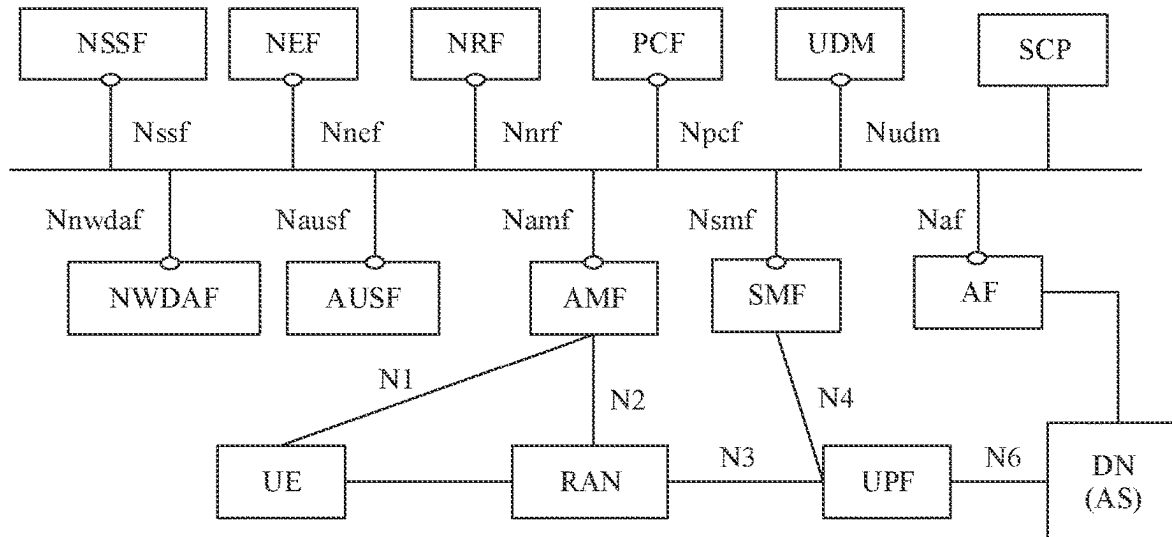 NSSF NEF NRF PCF UDM SCP
Nssf Nnef Nnrf Npcf Nudm
Nnwdaf Nausf Namf Nsmf Naf
NWDAF AUSF AMF SMF AF
N1 N2 N4
UE RAN N3 UPF N6 DN
(AS)